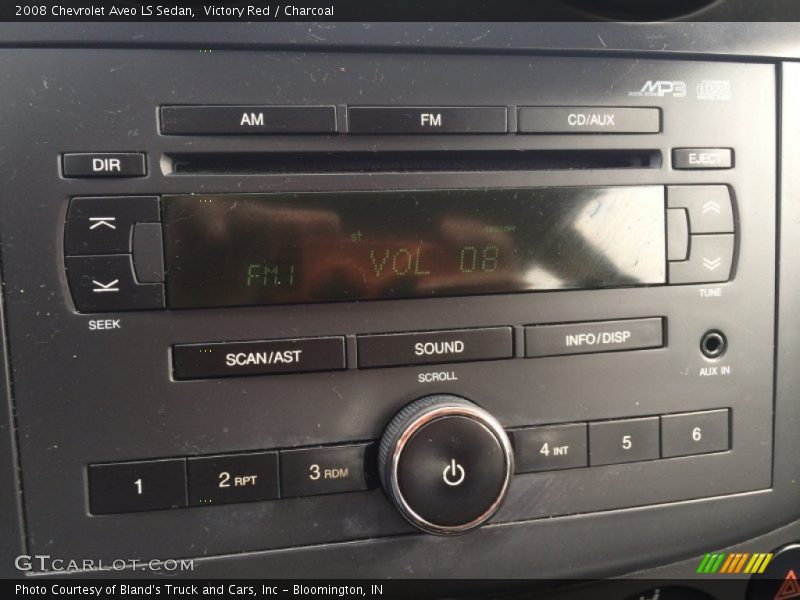 2008 Chevrolet Aveo LS Sedan, Victory Red / Charcoal
MP3
AM FM CD/AUX
DIR EJECT
ST
FM.1 VOL 08
SEEK TUNE
SCAN/AST SOUND INFO/DISP
SCROLL AUX IN
1 2 RPT 3 RDM 4 INT 5 6
GTCARLOT.COM
Photo Courtesy of Bland's Truck and Cars, Inc - Bloomington, IN